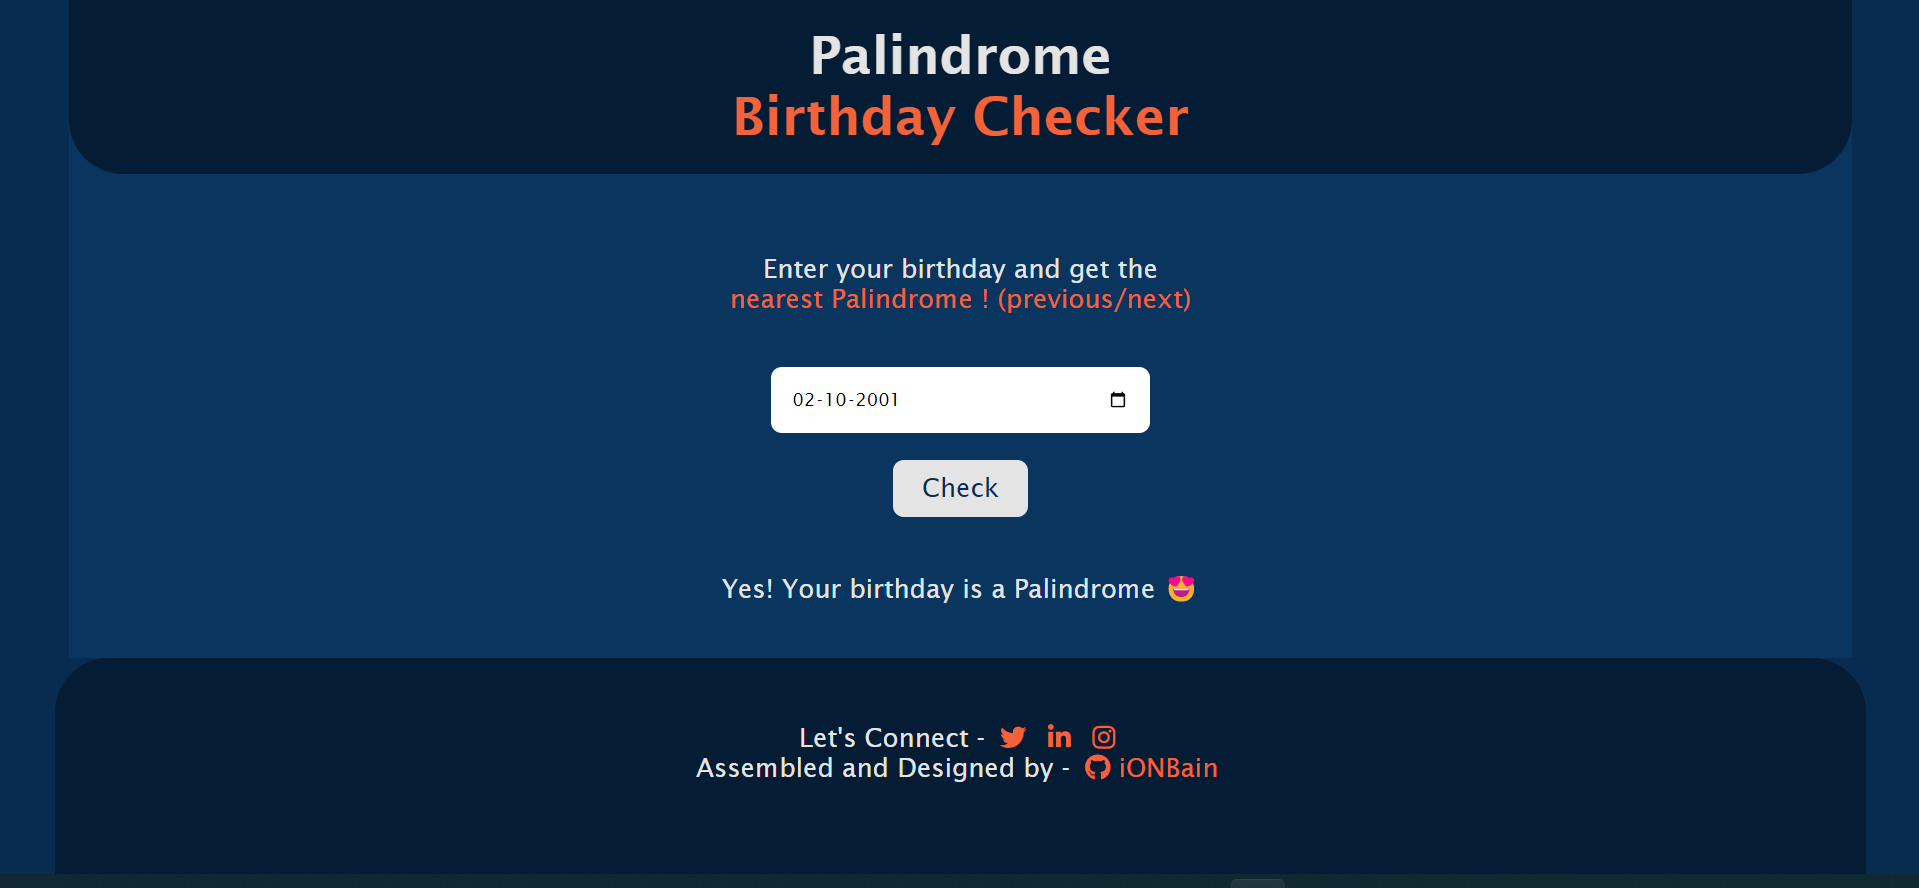 Palindrome
Birthday Checker
Enter your birthday and get the
nearest Palindrome ! (previous/next)
02-10-2001
Check
Yes! Your birthday is a Palindrome 🤩
Let's Connect -
Assembled and Designed by - iONBain